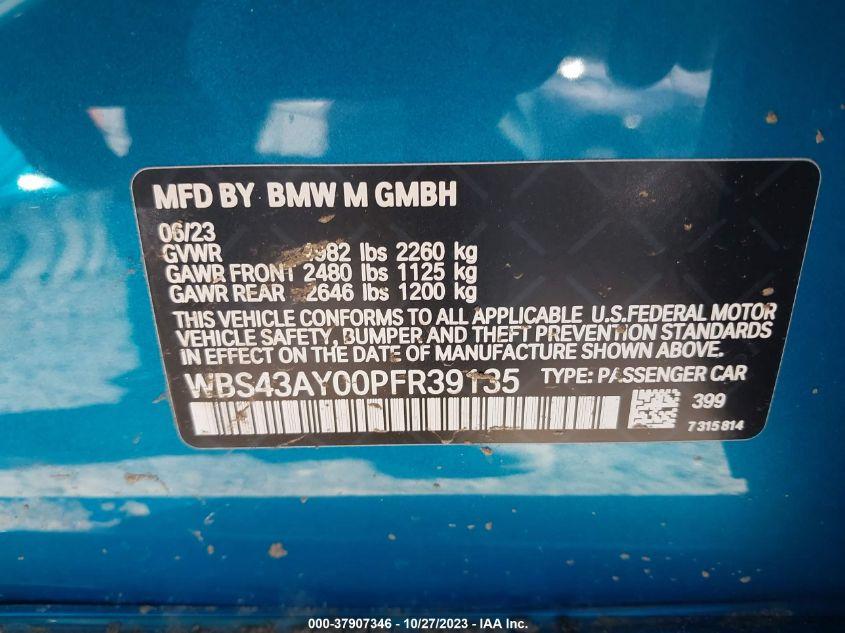 MFD BY BMW M GMBH
06/23
GVWR 4982 lbs 2260 kg
GAWR FRONT 2480 lbs 1125 kg
GAWR REAR 2646 lbs 1200 kg
THIS VEHICLE CONFORMS TO ALL APPLICABLE U.S.FEDERAL MOTOR
VEHICLE SAFETY, BUMPER AND THEFT PREVENTION STANDARDS
IN EFFECT ON THE DATE OF MANUFACTURE SHOWN ABOVE.
WBS43AY00PFR39135 TYPE: PASSENGER CAR
399
7 315 814
000-37907346 | 10/27/2023 - IAA Inc.